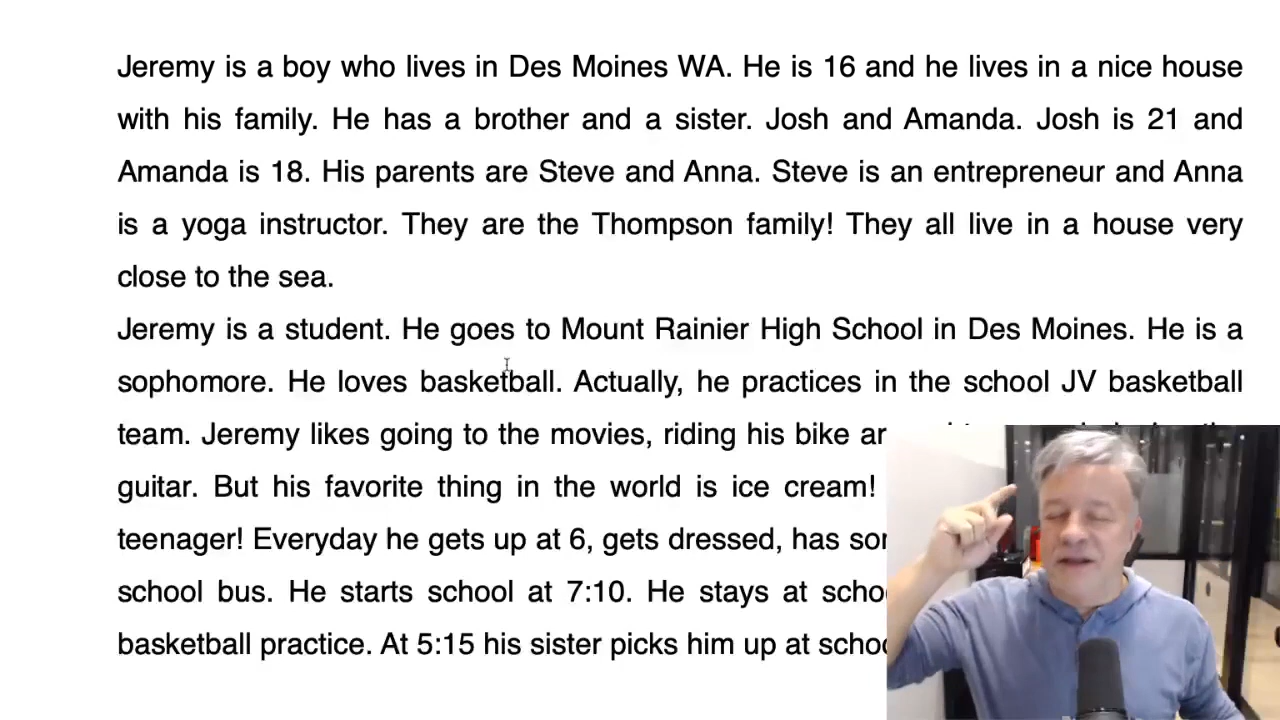 Jeremy is a boy who lives in Des Moines WA. He is 16 and he lives in a nice house
with his family. He has a brother and a sister. Josh and Amanda. Josh is 21 and
Amanda is 18. His parents are Steve and Anna. Steve is an entrepreneur and Anna
is a yoga instructor. They are the Thompson family! They all live in a house very
close to the sea.
Jeremy is a student. He goes to Mount Rainier High School in Des Moines. He is a
sophomore. He loves basketball. Actually, he practices in the school JV basketball
team. Jeremy likes going to the movies, riding his bike
guitar. But his favorite thing in the world is ice cream!
teenager! Everyday he gets up at 6, gets dressed, has
school bus. He starts school at 7:10. He stays at
basketball practice. At 5:15 his sister picks him up at